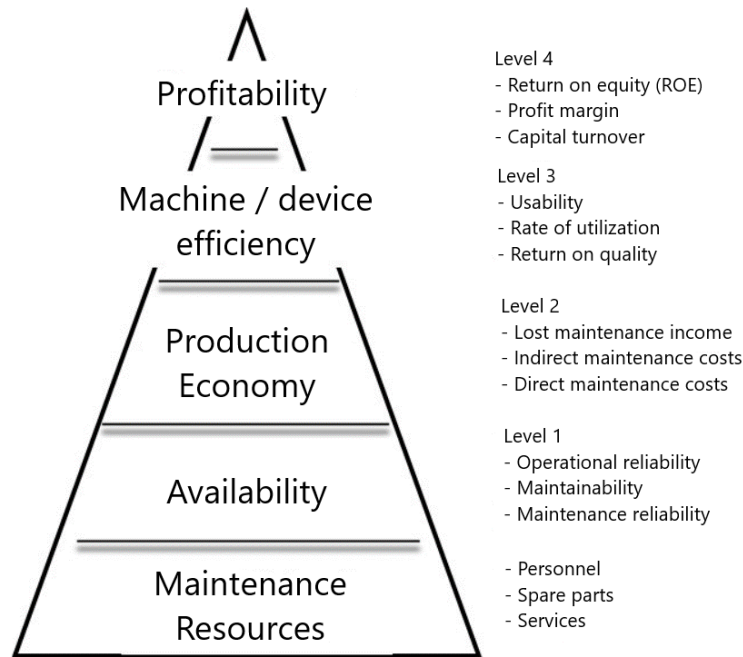 Profitability
Level 4
- Return on equity (ROE)
- Profit margin
- Capital turnover
Machine / device
efficiency
Level 3
- Usability
- Rate of utilization
- Return on quality
Production
Economy
Level 2
- Lost maintenance income
- Indirect maintenance costs
- Direct maintenance costs
Availability
Level 1
- Operational reliability
- Maintainability
- Maintenance reliability
Maintenance
Resources
- Personnel
- Spare parts
- Services